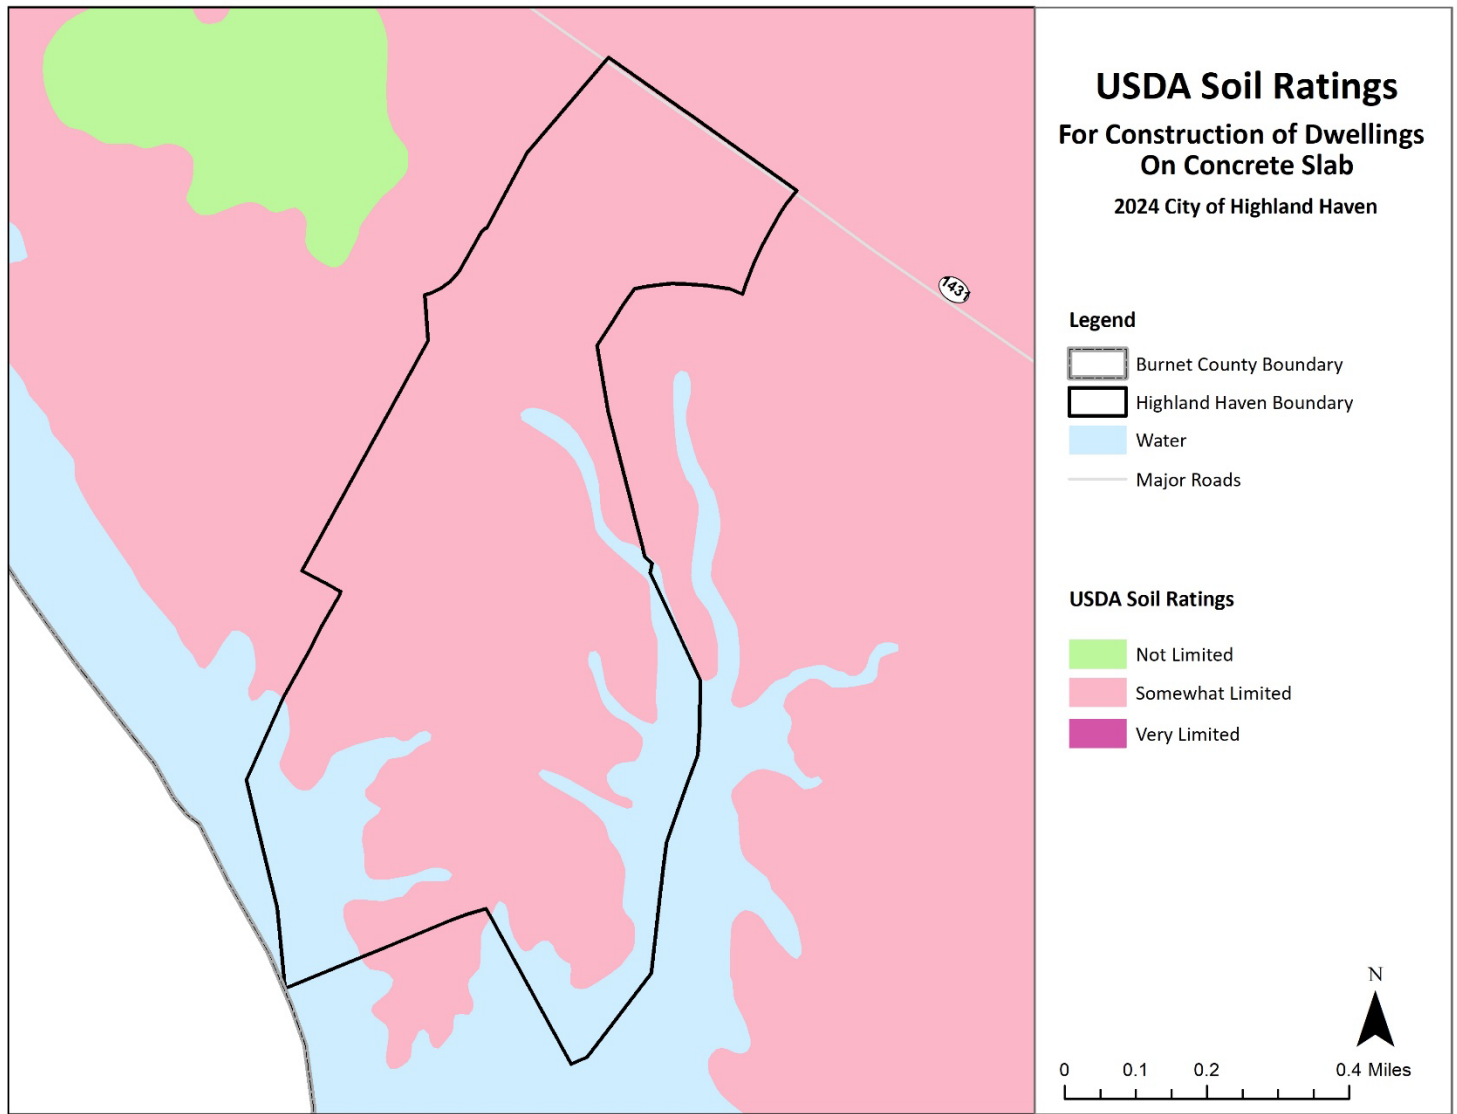 USDA Soil Ratings
For Construction of Dwellings
On Concrete Slab
2024 City of Highland Haven
1431
Legend
Burnet County Boundary
Highland Haven Boundary
Water
Major Roads
USDA Soil Ratings
Not Limited
Somewhat Limited
Very Limited
N
0 0.1 0.2 0.4 Miles